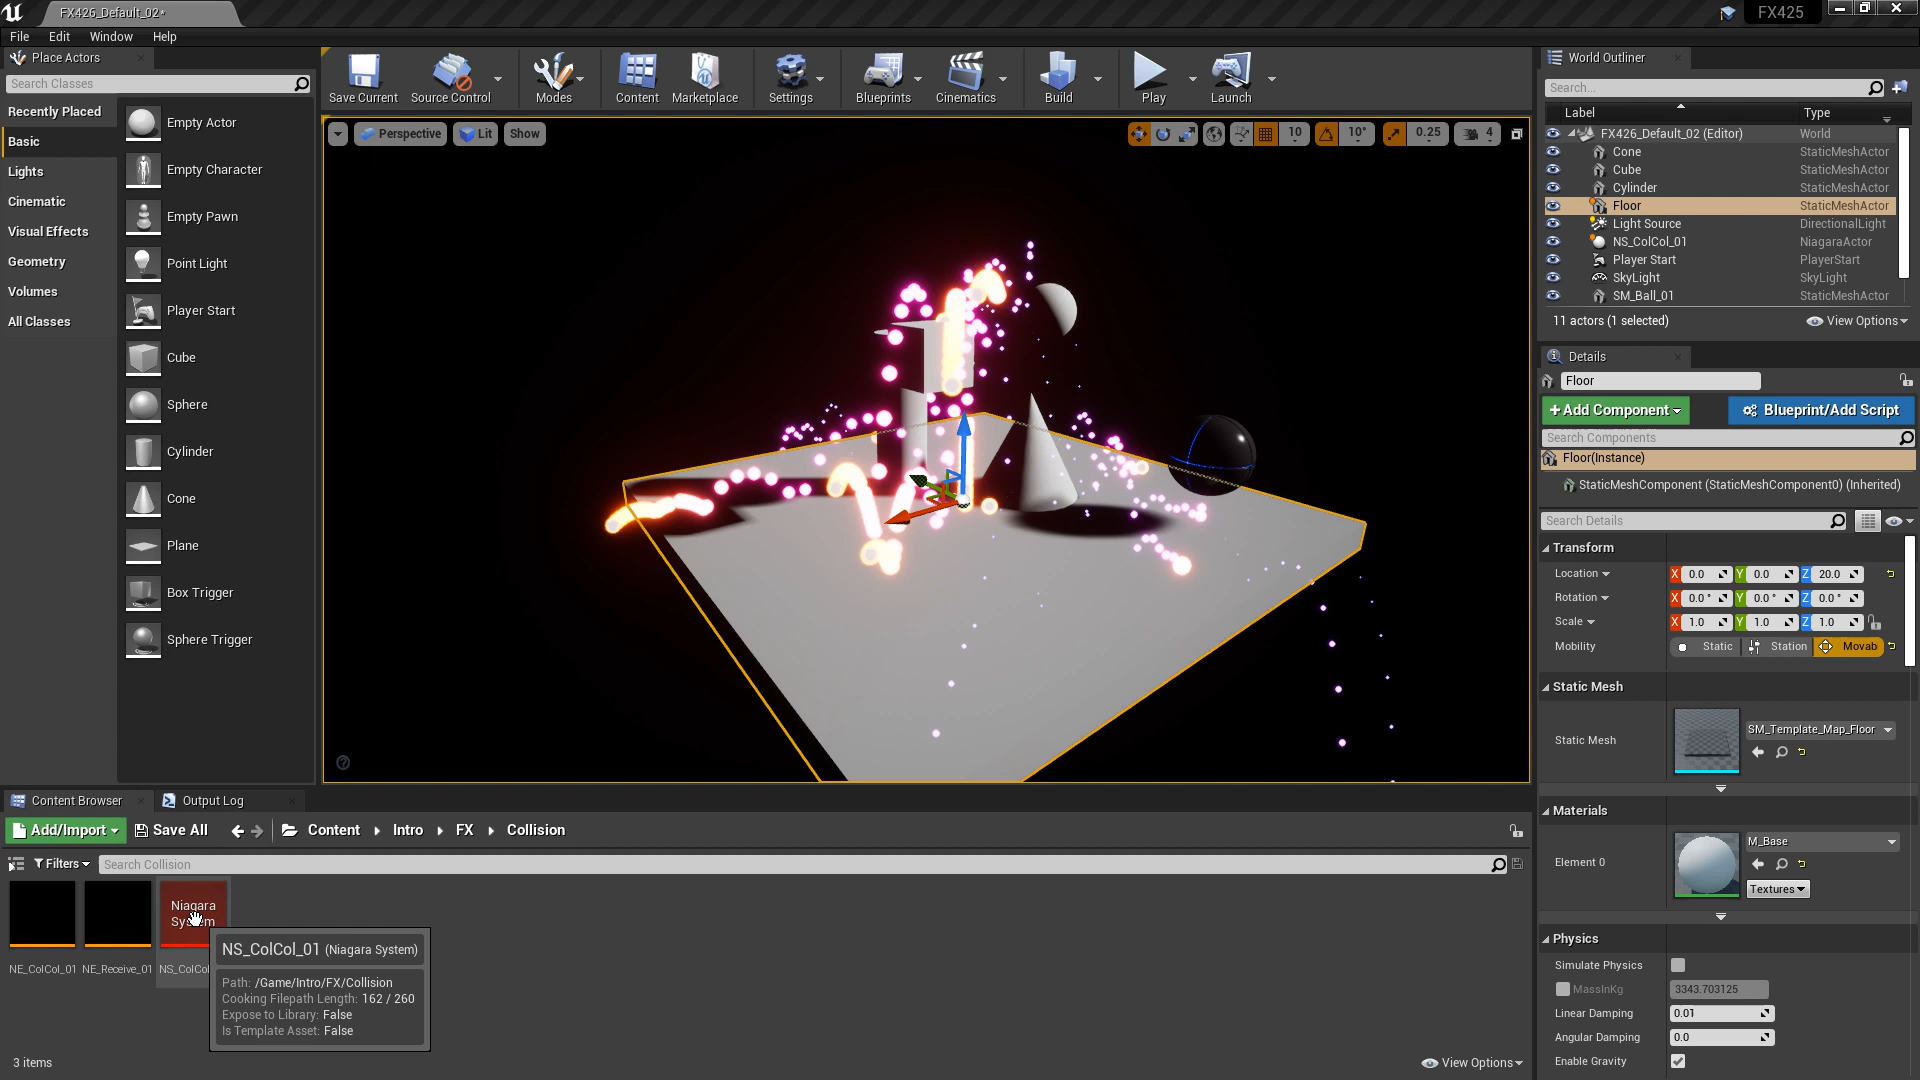 FX426_Default_02*
FX425
File Edit Window Help
Place Actors
Search Classes
Recently Placed
Basic
Lights
Cinematic
Visual Effects
Geometry
Volumes
All Classes
Empty Actor
Empty Character
Empty Pawn
Point Light
Player Start
Cube
Sphere
Cylinder
Cone
Plane
Box Trigger
Sphere Trigger
Save Current
Source Control
Modes
Content
Marketplace
Settings
Blueprints
Cinematics
Build
Play
Launch
Perspective
Lit
Show
10
10°
0.25
4
World Outliner
Search...
Label Type
FX426_Default_02 (Editor) World
Cone StaticMeshActor
Cube StaticMeshActor
Cylinder StaticMeshActor
Floor StaticMeshActor
Light Source DirectionalLight
NS_ColCol_01 NiagaraActor
Player Start PlayerStart
SkyLight SkyLight
SM_Ball_01 StaticMeshActor
11 actors (1 selected)
View Options
Details
Floor
+Add Component
Blueprint/Add Script
Search Components
Floor(Instance)
StaticMeshComponent (StaticMeshComponent0) (Inherited)
Search Details
Transform
Location X 0.0 Y 0.0 Z 20.0
Rotation X 0.0 ° Y 0.0 ° Z 0.0 °
Scale X 1.0 Y 1.0 Z 1.0
Mobility Static Station Movab
Static Mesh
Static Mesh
SM_Template_Map_Floor
Materials
Element 0
M_Base
Textures
Physics
Simulate Physics
MassInKg 3343.703125
Linear Damping 0.01
Angular Damping 0.0
Enable Gravity
Content Browser
Output Log
Add/Import
Save All
Content
Intro
FX
Collision
Filters
Search Collision
Niagara
System
NE_ColCol_01
NE_Receive_01
NS_ColCol
NS_ColCol_01 (Niagara System)
Path: /Game/Intro/FX/Collision
Cooking Filepath Length: 162 / 260
Expose to Library: False
Is Template Asset: False
3 items
View Options